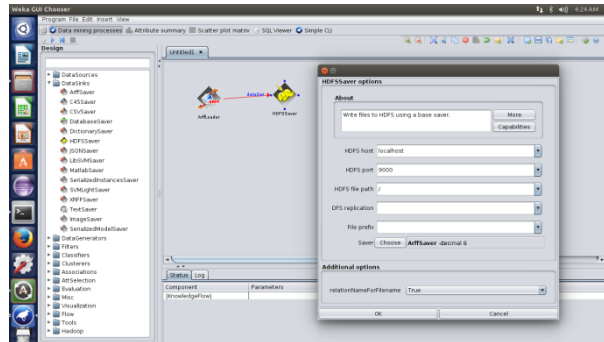 Weka GUI Chooser
4:24 AM
Program File Edit Insert View
Data mining processes Attribute summary Scatter plot matrix SQL Viewer Simple CLI
Design
Untitled1
DataSources
DataSinks
ArffSaver
C45Saver
CSVSaver
DatabaseSaver
DictionarySaver
HDFSSaver
JSONSaver
LibSVMSaver
MatlabSaver
SerializedInstancesSaver
SVMLightSaver
XRFFSaver
TextSaver
ImageSaver
SerializedModelSaver
DataGenerators
Filters
Classifiers
Clusterers
Associations
AttSelection
Evaluation
Misc
Visualization
Flow
Tools
Hadoop
dataSet
ArffLoader
HDFSSaver
Status Log
Component Parameters
[KnowledgeFlow]
HDFSSaver options
About
Write files to HDFS using a base saver.
More
Capabilities
HDFS host localhost
HDFS port 9000
HDFS file path /
DFS replication
File prefix
Saver Choose ArffSaver -decimal 6
Additional options
relationNameForFilename True
OK Cancel